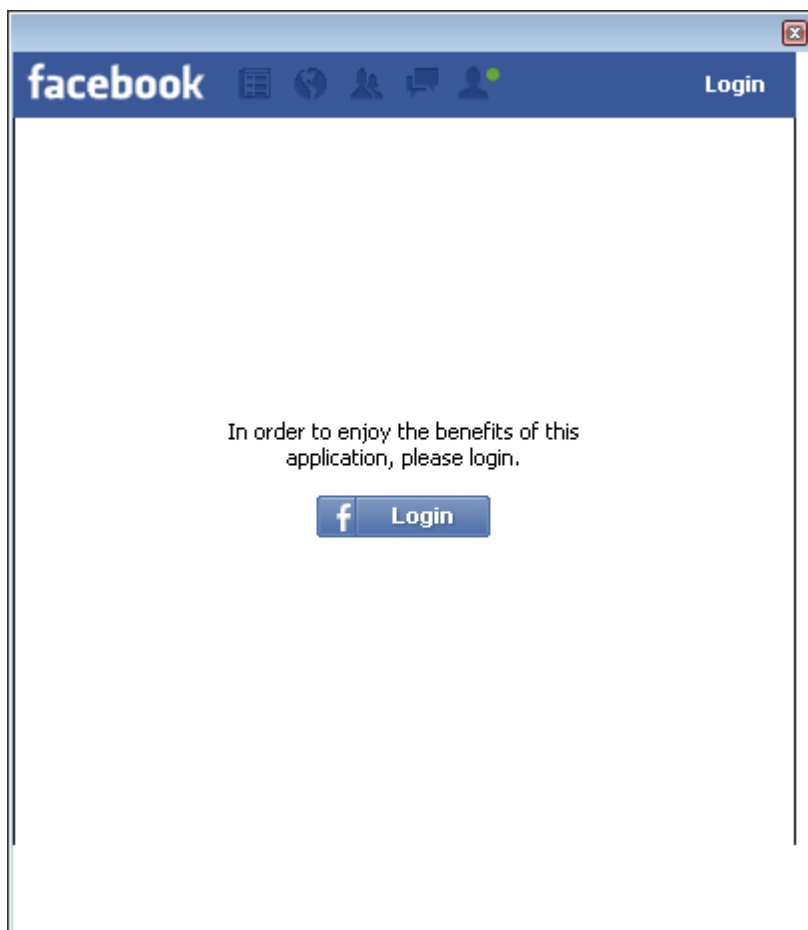 facebook
Login
In order to enjoy the benefits of this
application, please login.
f Login